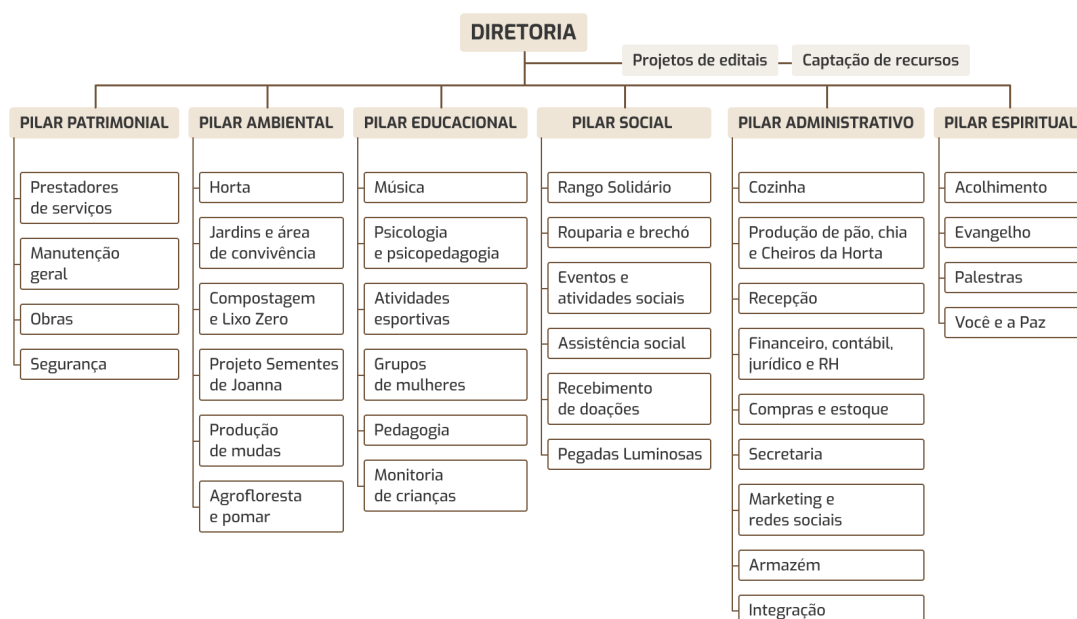 DIRETORIA
Projetos de editais
Captação de recursos
PILAR PATRIMONIAL
Prestadores
de serviços
Manutenção
geral
Obras
Segurança
PILAR AMBIENTAL
Horta
Jardins e área
de convivência
Compostagem
e Lixo Zero
Projeto Sementes
de Joanna
Produção
de mudas
Agrofloresta
e pomar
PILAR EDUCACIONAL
Música
Psicologia
e psicopedagogia
Atividades
esportivas
Grupos
de mulheres
Pedagogia
Monitoria
de crianças
PILAR SOCIAL
Rango Solidário
Rouparia e brechó
Eventos e
atividades sociais
Assistência social
Recebimento
de doações
Pegadas Luminosas
PILAR ADMINISTRATIVO
Cozinha
Produção de pão, chia
e Cheiros da Horta
Recepção
Financeiro, contábil,
jurídico e RH
Compras e estoque
Secretaria
Marketing e
redes sociais
Armazém
Integração
PILAR ESPIRITUAL
Acolhimento
Evangelho
Palestras
Você e a Paz